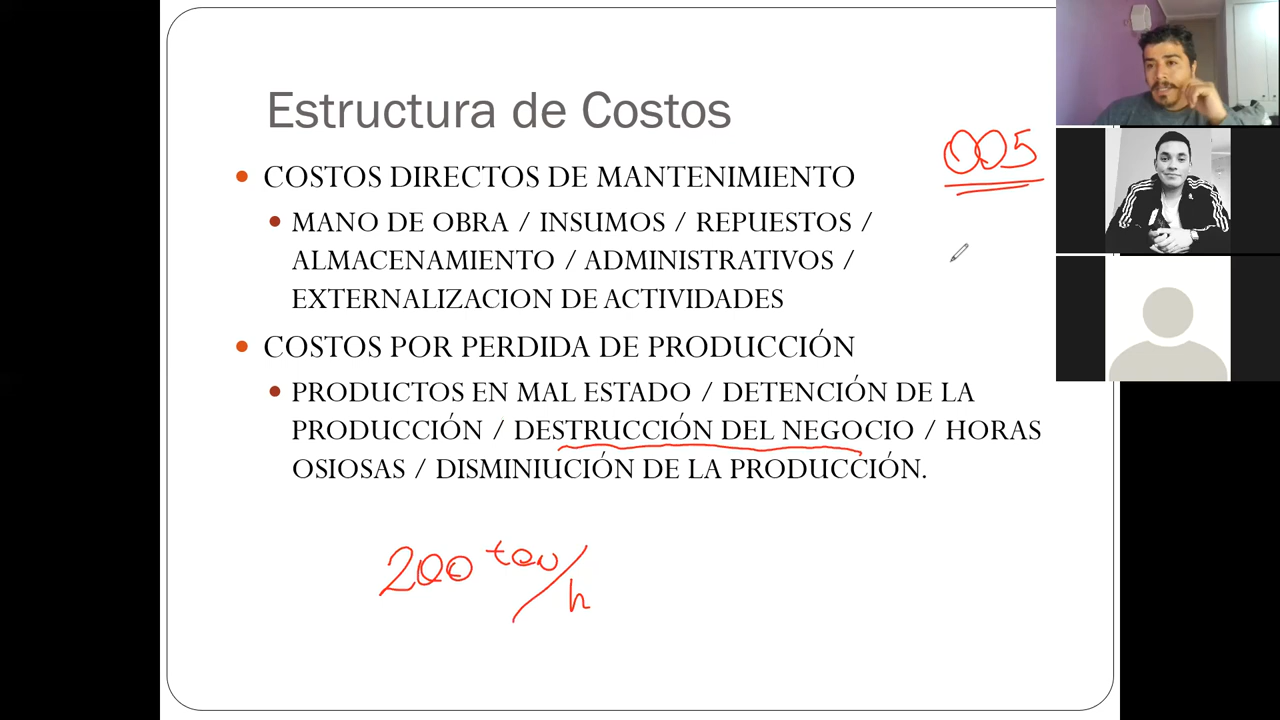 Estructura de Costos
005
COSTOS DIRECTOS DE MANTENIMIENTO
MANO DE OBRA / INSUMOS / REPUESTOS /
ALMACENAMIENTO / ADMINISTRATIVOS /
EXTERNALIZACION DE ACTIVIDADES
COSTOS POR PERDIDA DE PRODUCCIÓN
PRODUCTOS EN MAL ESTADO / DETENCIÓN DE LA
PRODUCCIÓN / DESTRUCCIÓN DEL NEGOCIO / HORAS
OSIOSAS / DISMINIUCIÓN DE LA PRODUCCIÓN.
200 ton/h